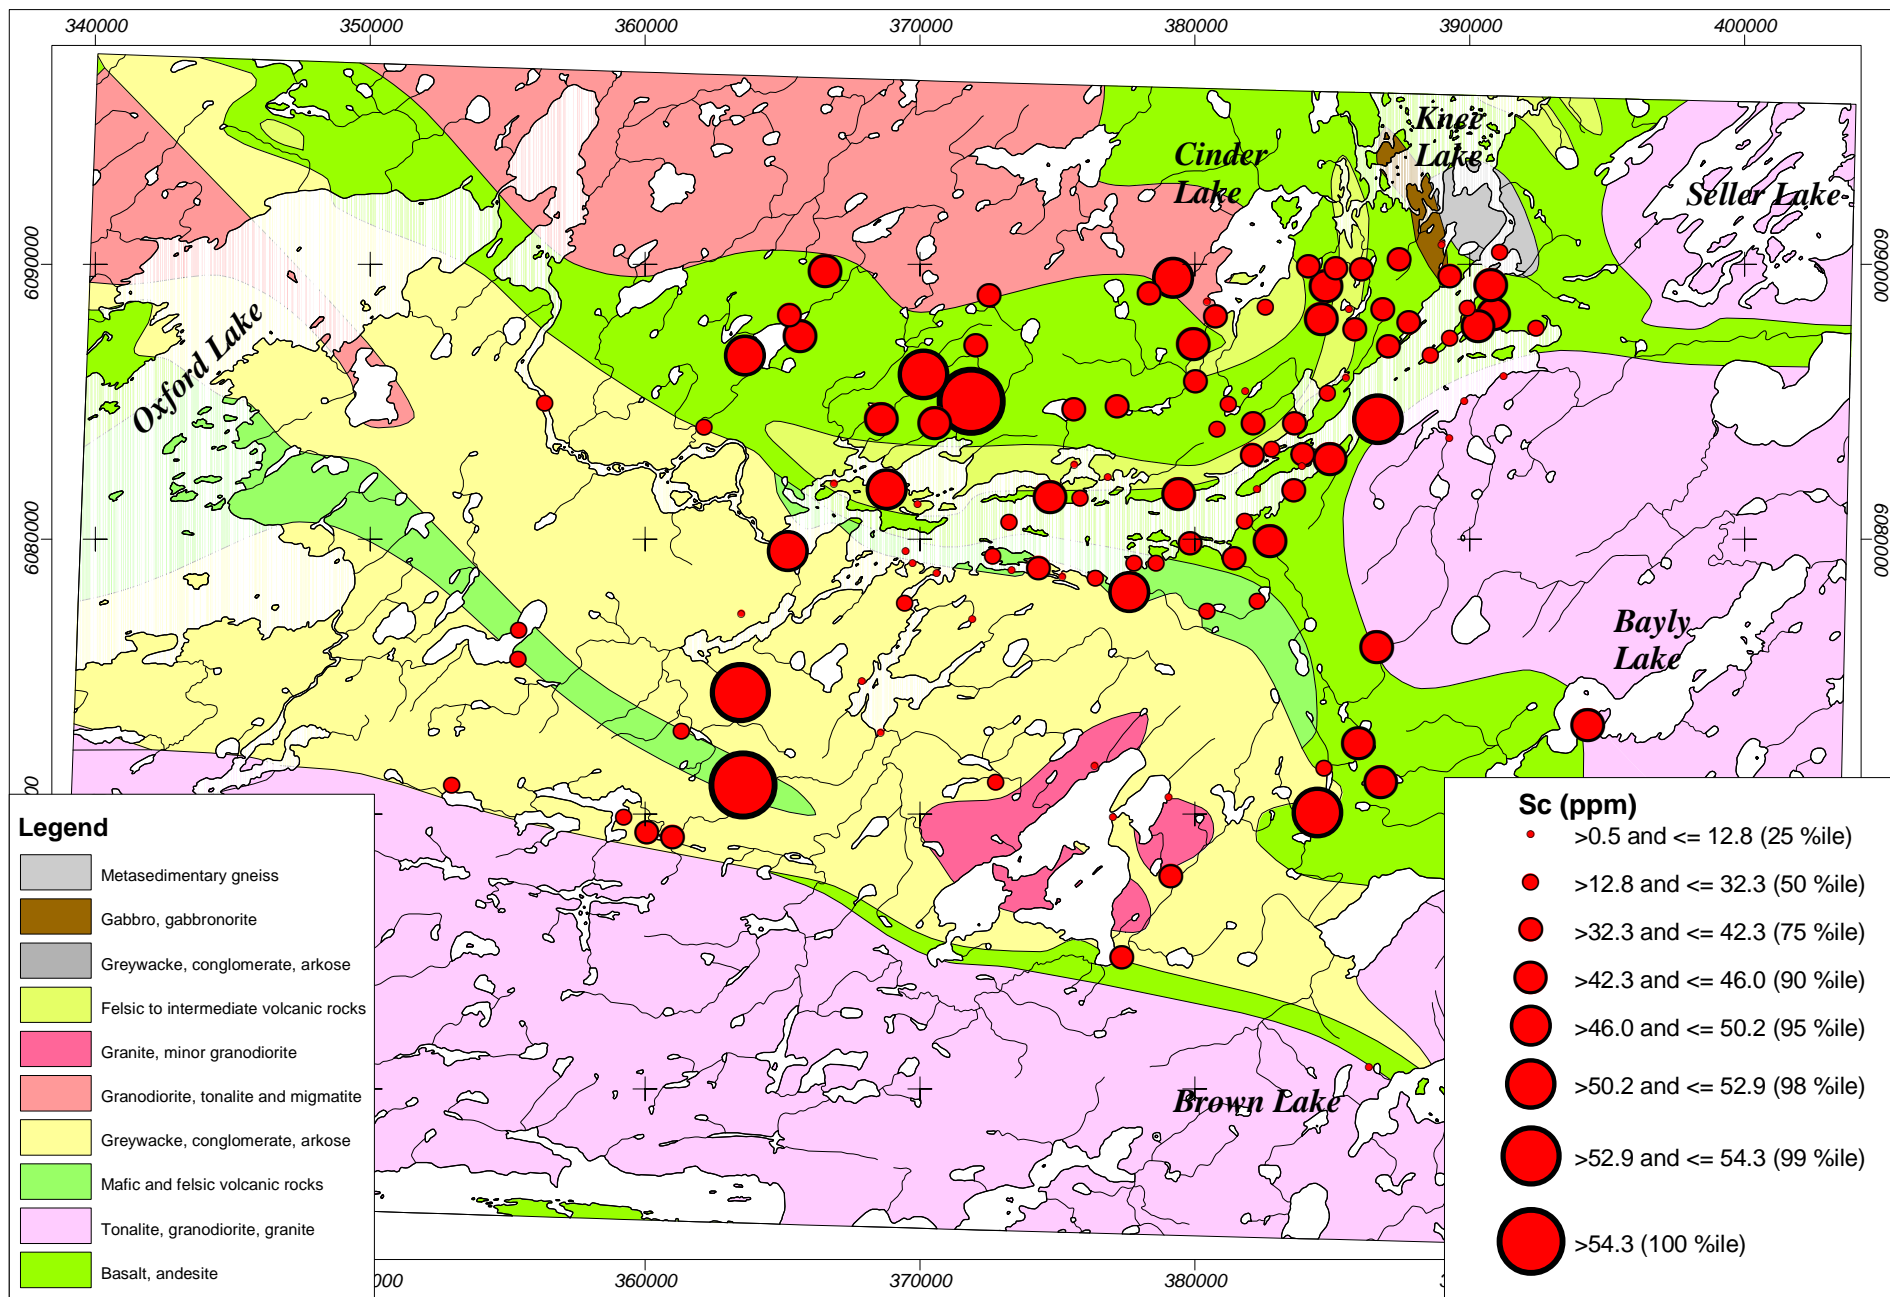 340000 350000 360000 370000 380000 390000 400000
Knee
Lake
Cinder
Lake
Seller Lake
6090000
6090000
Oxford Lake
6080000
6080000
Bayly
Lake
Brown Lake
Legend
Metasedimentary gneiss
Gabbro, gabbronorite
Greywacke, conglomerate, arkose
Felsic to intermediate volcanic rocks
Granite, minor granodiorite
Granodiorite, tonalite and migmatite
Greywacke, conglomerate, arkose
Mafic and felsic volcanic rocks
Tonalite, granodiorite, granite
Basalt, andesite
Sc (ppm)
>0.5 and <= 12.8 (25 %ile)
>12.8 and <= 32.3 (50 %ile)
>32.3 and <= 42.3 (75 %ile)
>42.3 and <= 46.0 (90 %ile)
>46.0 and <= 50.2 (95 %ile)
>50.2 and <= 52.9 (98 %ile)
>52.9 and <= 54.3 (99 %ile)
>54.3 (100 %ile)
360000 370000 380000